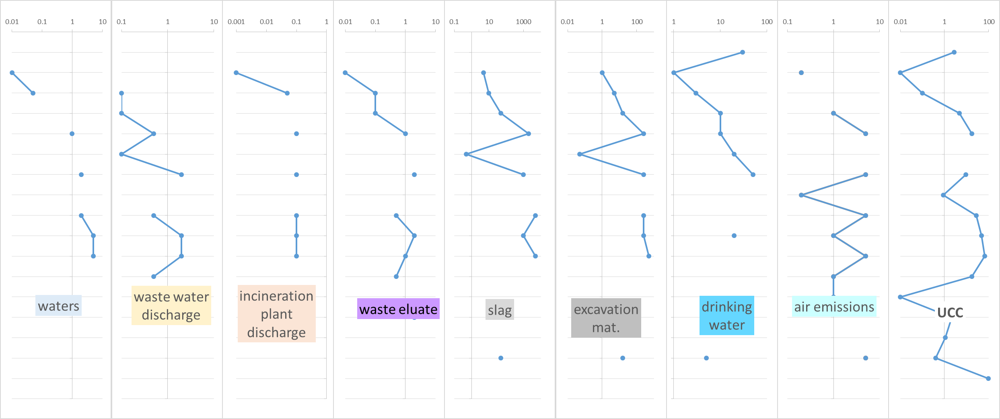 0.01 0.1 1 10
0.1 1 10
0.001 0.01 0.1 1
0.01 0.1 1 10
0.1 10 1000
0.01 1 100
1 10 100
0.1 1 10
0.01 1 100
waters
waste water
discharge
incineration
plant
discharge
waste eluate
slag
excavation
mat.
drinking
water
air emissions
UCC